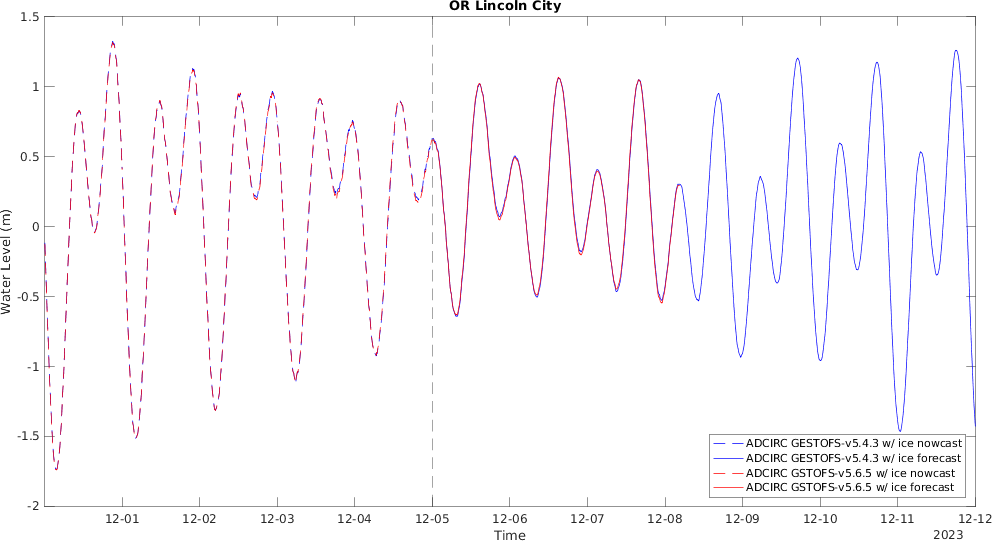 OR Lincoln City
1.5
1
0.5
0
-0.5
-1
-1.5
-2
Water Level (m)
ADCIRC GESTOFS-v5.4.3 w/ ice nowcast
ADCIRC GESTOFS-v5.4.3 w/ ice forecast
ADCIRC GSTOFS-v5.6.5 w/ ice nowcast
ADCIRC GSTOFS-v5.6.5 w/ ice forecast
12-01 12-02 12-03 12-04 12-05 12-06 12-07 12-08 12-09 12-10 12-11 12-12
Time
2023